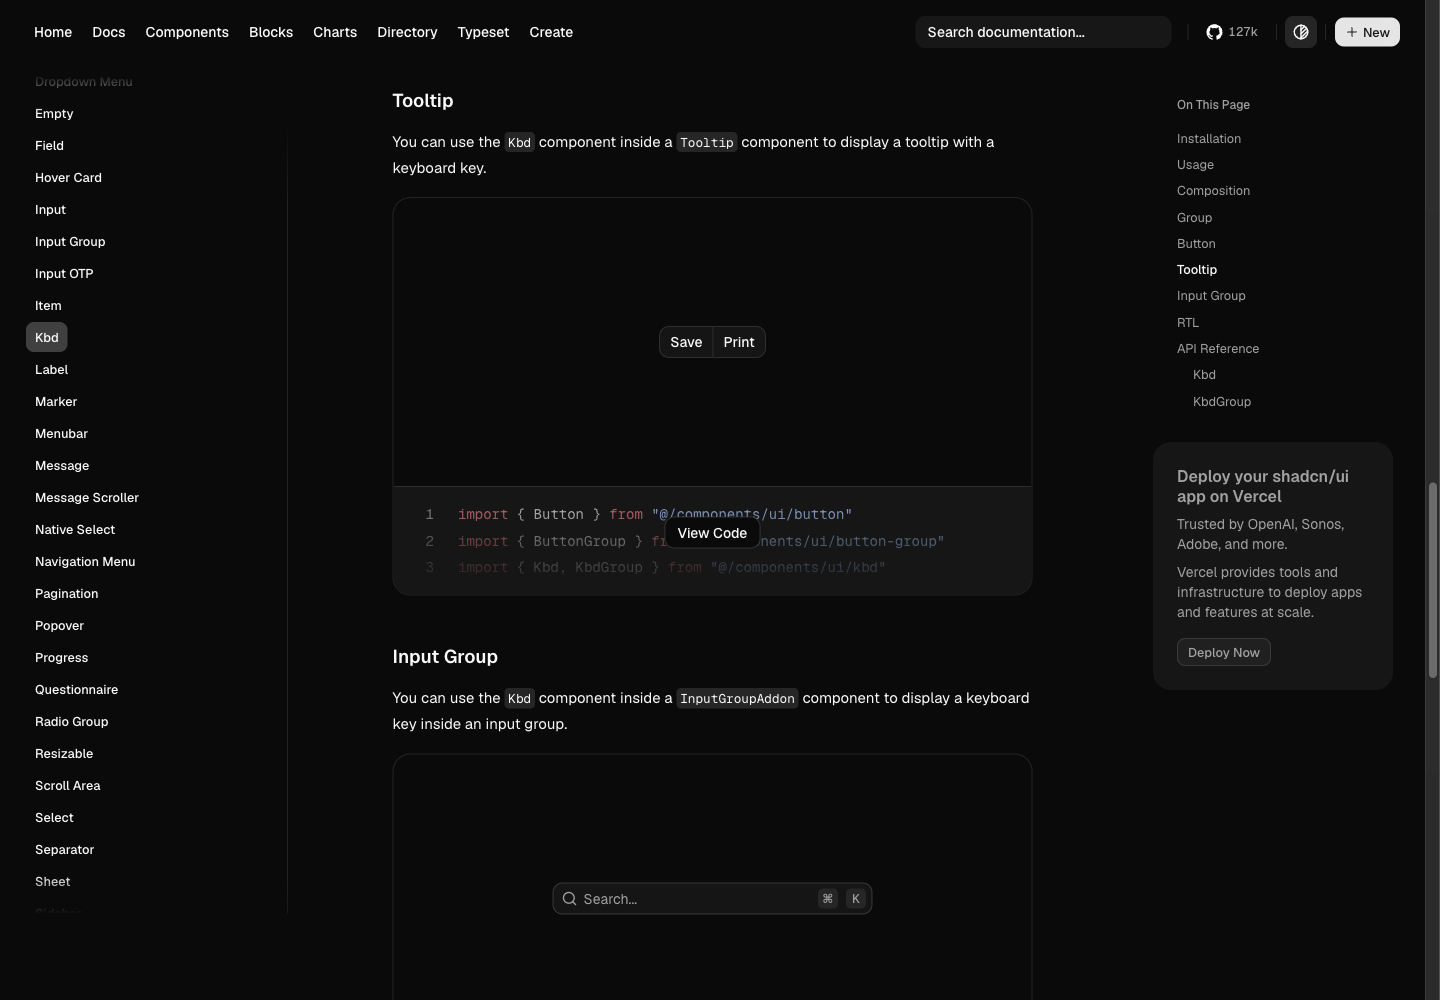 Home Docs Components Blocks Charts Directory Typeset Create
Search documentation...
127k
New
Dropdown Menu
Empty
Field
Hover Card
Input
Input Group
Input OTP
Item
Kbd
Label
Marker
Menubar
Message
Message Scroller
Native Select
Navigation Menu
Pagination
Popover
Progress
Questionnaire
Radio Group
Resizable
Scroll Area
Select
Separator
Sheet
Tooltip
You can use the Kbd component inside a Tooltip component to display a tooltip with a
keyboard key.
Save Print
1 import { Button } from "@/components/ui/button"
2 import { ButtonGroup } nents/ui/button-group"
View Code
3 import { Kbd, KbdGroup } from "@/components/ui/kbd"
Input Group
You can use the Kbd component inside a InputGroupAddon component to display a keyboard
key inside an input group.
Search... ⌘ K
On This Page
Installation
Usage
Composition
Group
Button
Tooltip
Input Group
RTL
API Reference
Kbd
KbdGroup
Deploy your shadcn/ui
app on Vercel
Trusted by OpenAI, Sonos,
Adobe, and more.
Vercel provides tools and
infrastructure to deploy apps
and features at scale.
Deploy Now